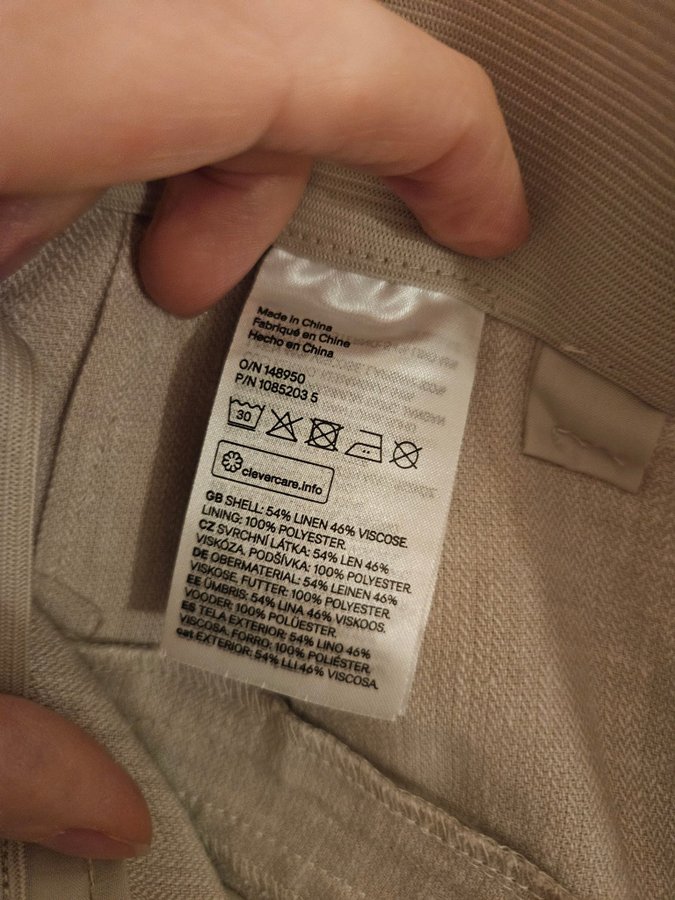 Made in China
Fabriqué en Chine
Hecho en China
O/N 148950
P/N 1085203 5
30
clevercare.info
GB SHELL: 54% LINEN 46% VISCOSE.
LINING: 100% POLYESTER.
CZ SVRCHNÍ LÁTKA: 54% LEN 46%
VISKÓZA. PODŠÍVKA: 100% POLYESTER.
DE OBERMATERIAL: 54% LEINEN 46%
VISKOSE. FUTTER: 100% POLYESTER.
EE ÜMBRIS: 54% LINA 46% VISKOOS.
VOODER: 100% POLÜESTER.
ES TELA EXTERIOR: 54% LINO 46%
VISCOSA. FORRO: 100% POLIÉSTER.
cat EXTERIOR: 54% LLI 46% VISCOSA.